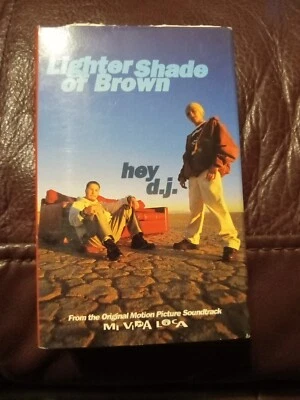 Lighter Shade
of Brown
hey
d.j.
From the Original Motion Picture Soundtrack
MI VIDA LOCA